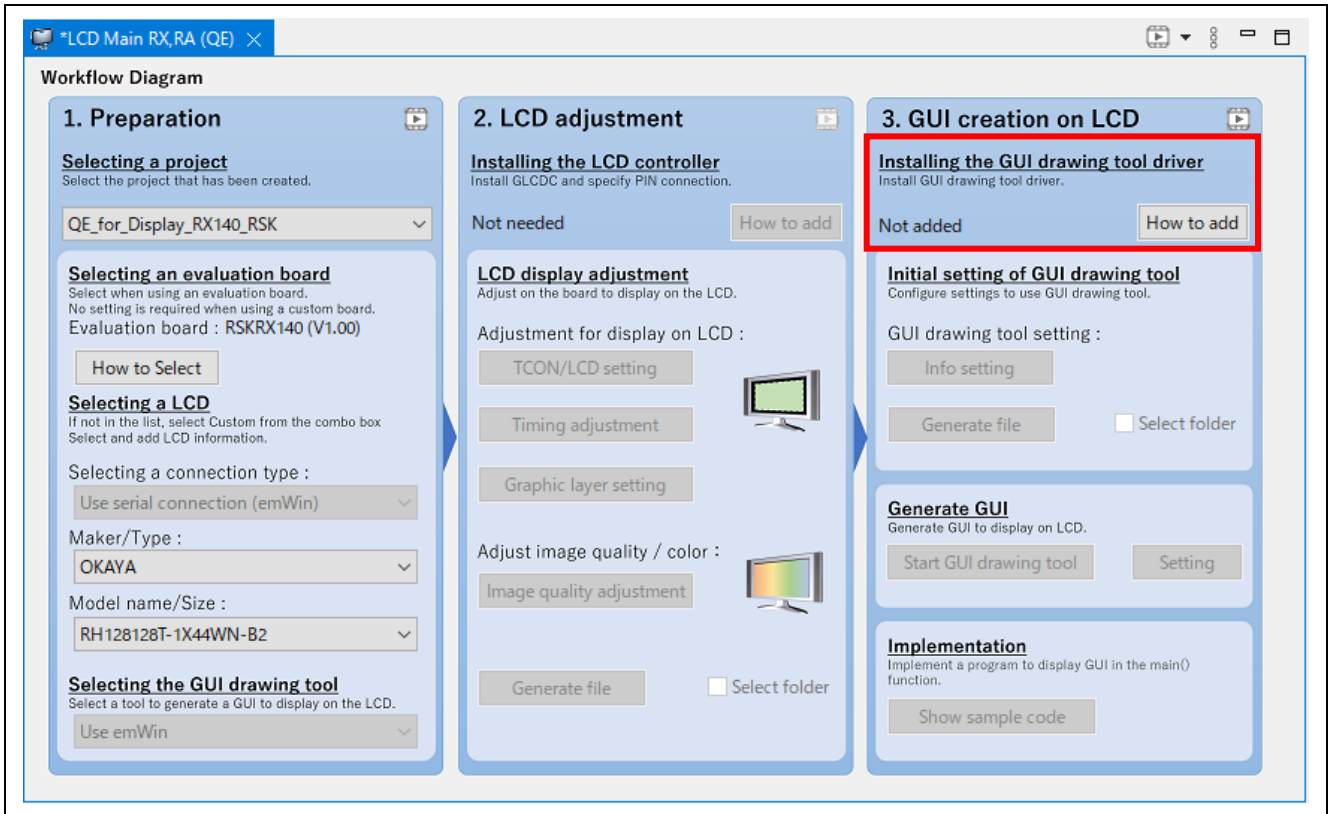 *LCD Main RX,RA (QE)
Workflow Diagram
1. Preparation
Selecting a project
Select the project that has been created.
QE_for_Display_RX140_RSK
Selecting an evaluation board
Select when using an evaluation board.
No setting is required when using a custom board.
Evaluation board : RSKRX140 (V1.00)
How to Select
Selecting a LCD
If not in the list, select Custom from the combo box
Select and add LCD information.
Selecting a connection type :
Use serial connection (emWin)
Maker/Type :
OKAYA
Model name/Size :
RH128128T-1X44WN-B2
Selecting the GUI drawing tool
Select a tool to generate a GUI to display on the LCD.
Use emWin
2. LCD adjustment
Installing the LCD controller
Install GLCDC and specify PIN connection.
Not needed
How to add
LCD display adjustment
Adjust on the board to display on the LCD.
Adjustment for display on LCD :
TCON/LCD setting
Timing adjustment
Graphic layer setting
Adjust image quality / color :
Image quality adjustment
Generate file
Select folder
3. GUI creation on LCD
Installing the GUI drawing tool driver
Install GUI drawing tool driver.
Not added
How to add
Initial setting of GUI drawing tool
Configure settings to use GUI drawing tool.
GUI drawing tool setting :
Info setting
Generate file
Select folder
Generate GUI
Generate GUI to display on LCD.
Start GUI drawing tool
Setting
Implementation
Implement a program to display GUI in the main()
function.
Show sample code